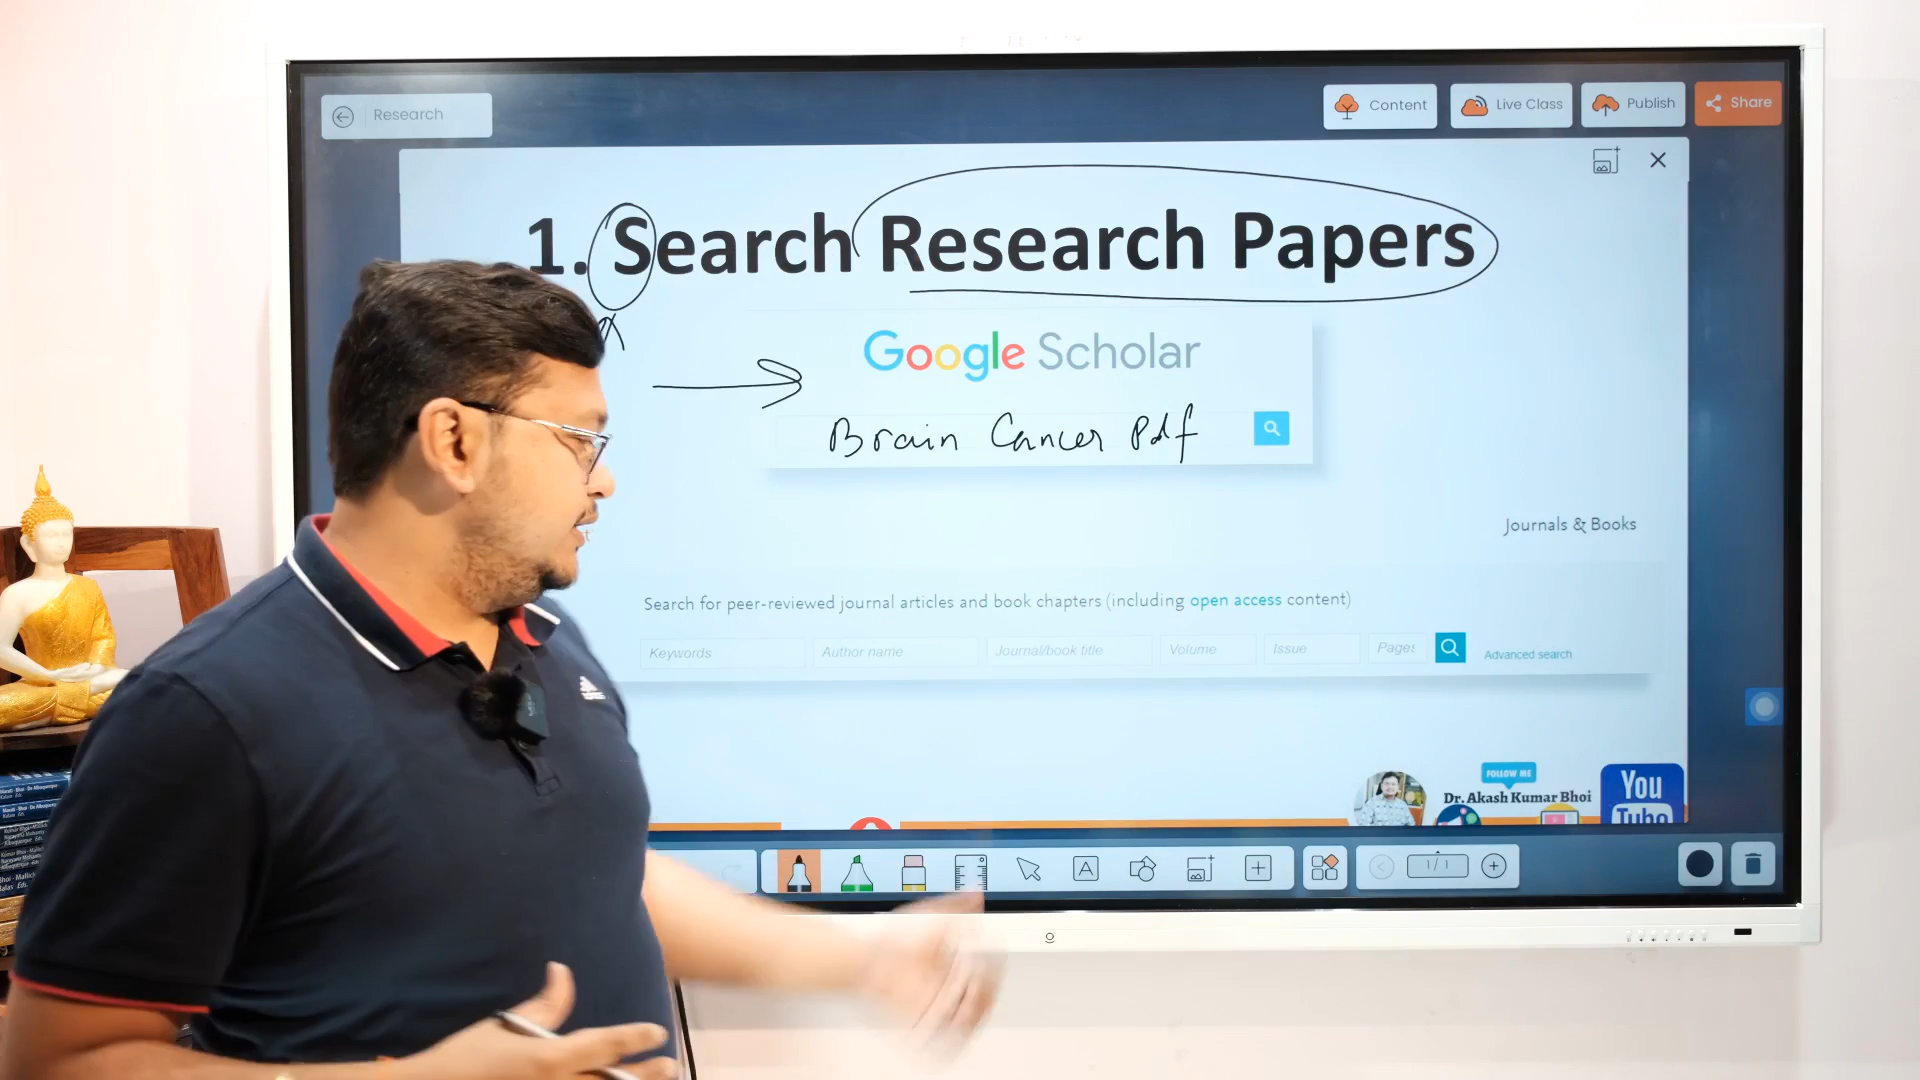 Research
Content
Live Class
Publish
Share
1. Search Research Papers
Google Scholar
Brain Cancer Pdf
Journals & Books
Search for peer-reviewed journal articles and book chapters (including open access content)
Keywords
Author name
Journal/book title
Volume
Issue
Pages
Advanced search
FOLLOW ME
Dr. Akash Kumar Bhoi
You
Tube
A
1/1